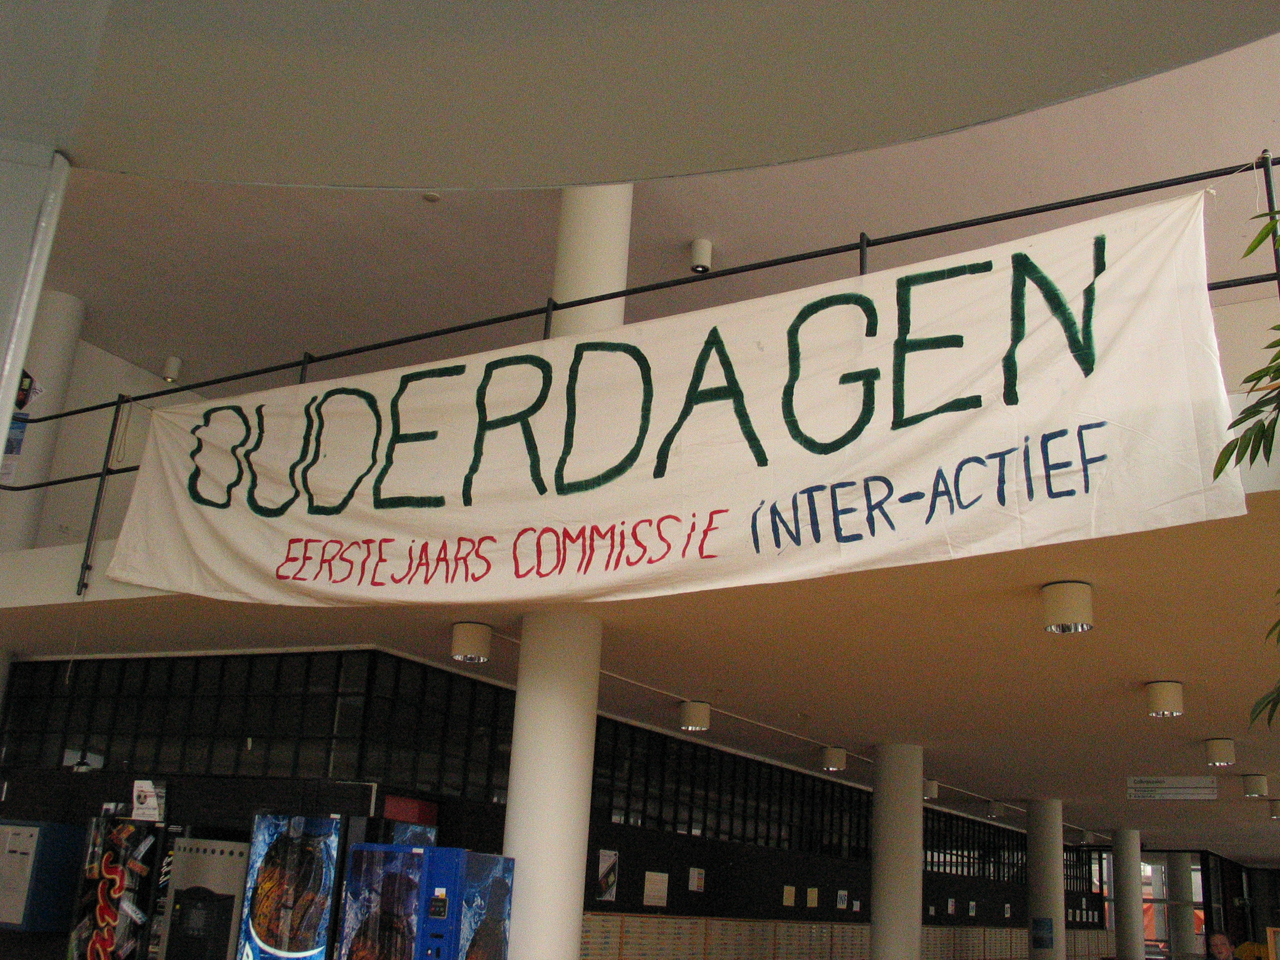 OUDERDAGEN
EERSTEJAARS COMMISSIE INTER-ACTIEF